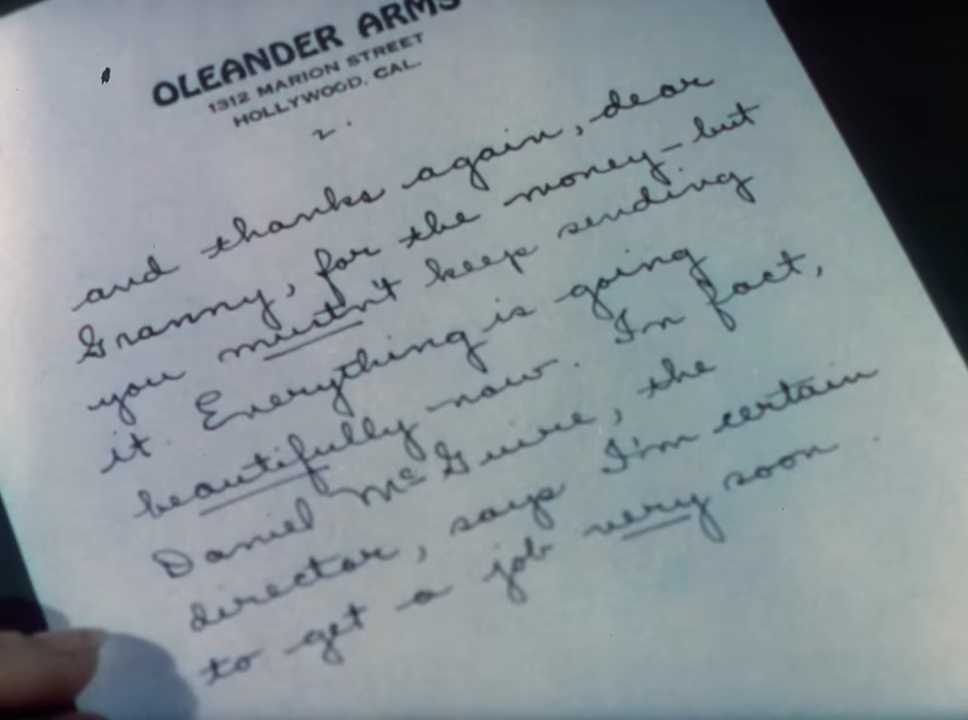 OLEANDER ARMS
1312 MARION STREET
HOLLYWOOD, CAL.
2.
and thanks again, dear
Granny, for the money - but
you mustn't keep sending
it. Everything is going
beautifully now. In fact,
Daniel McGuire, the
director, says I'm certain
to get a job very soon.